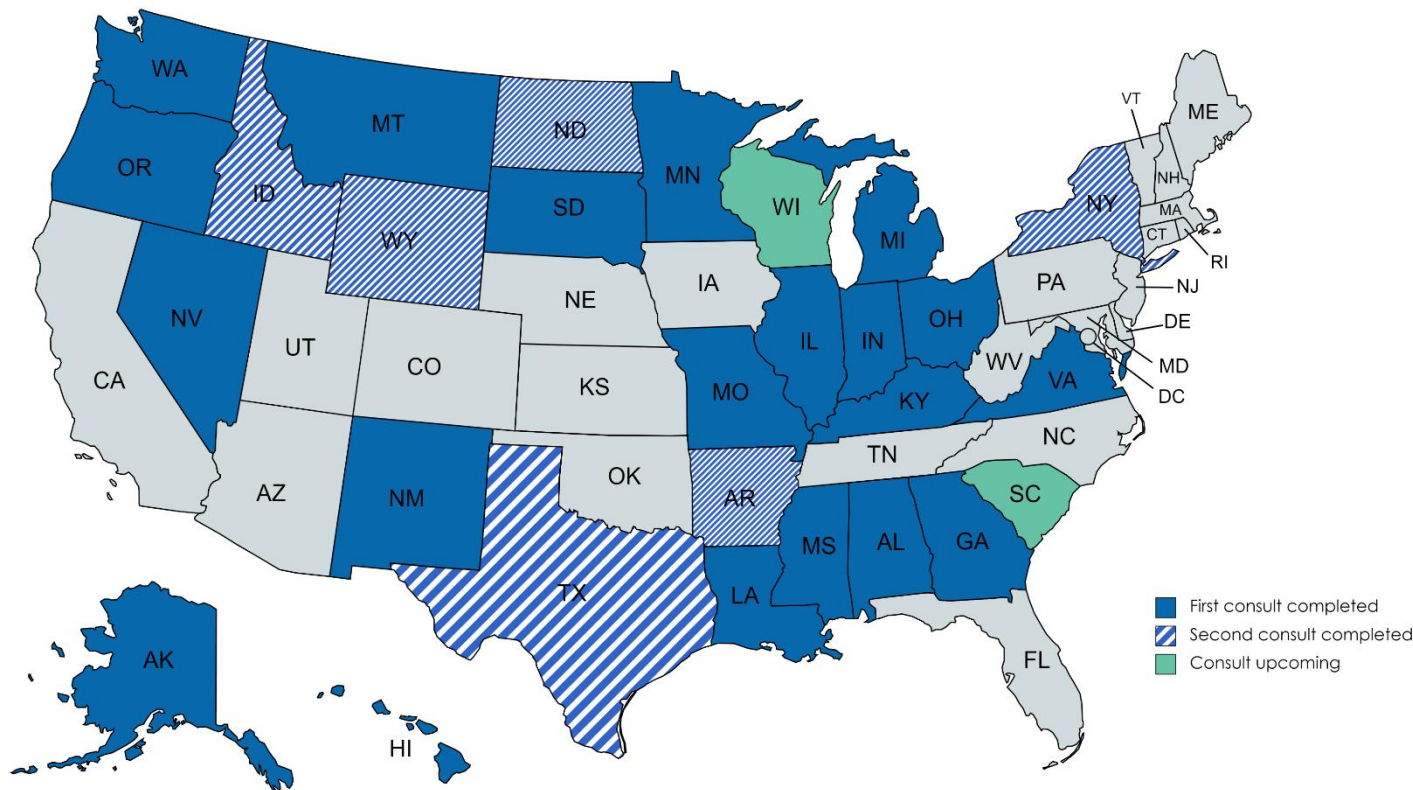 WA
MT
ND
MN
VT
ME
OR
ID
SD
WI
NH
NY
WY
MI
MA
CT
RI
IA
PA
NJ
NE
NV
OH
DE
UT
IL
IN
WV
MD
CA
CO
VA
KS
MO
KY
DC
NC
TN
OK
AZ
NM
AR
SC
MS
AL
GA
TX
LA
First consult completed
Second consult completed
AK
FL
Consult upcoming
HI